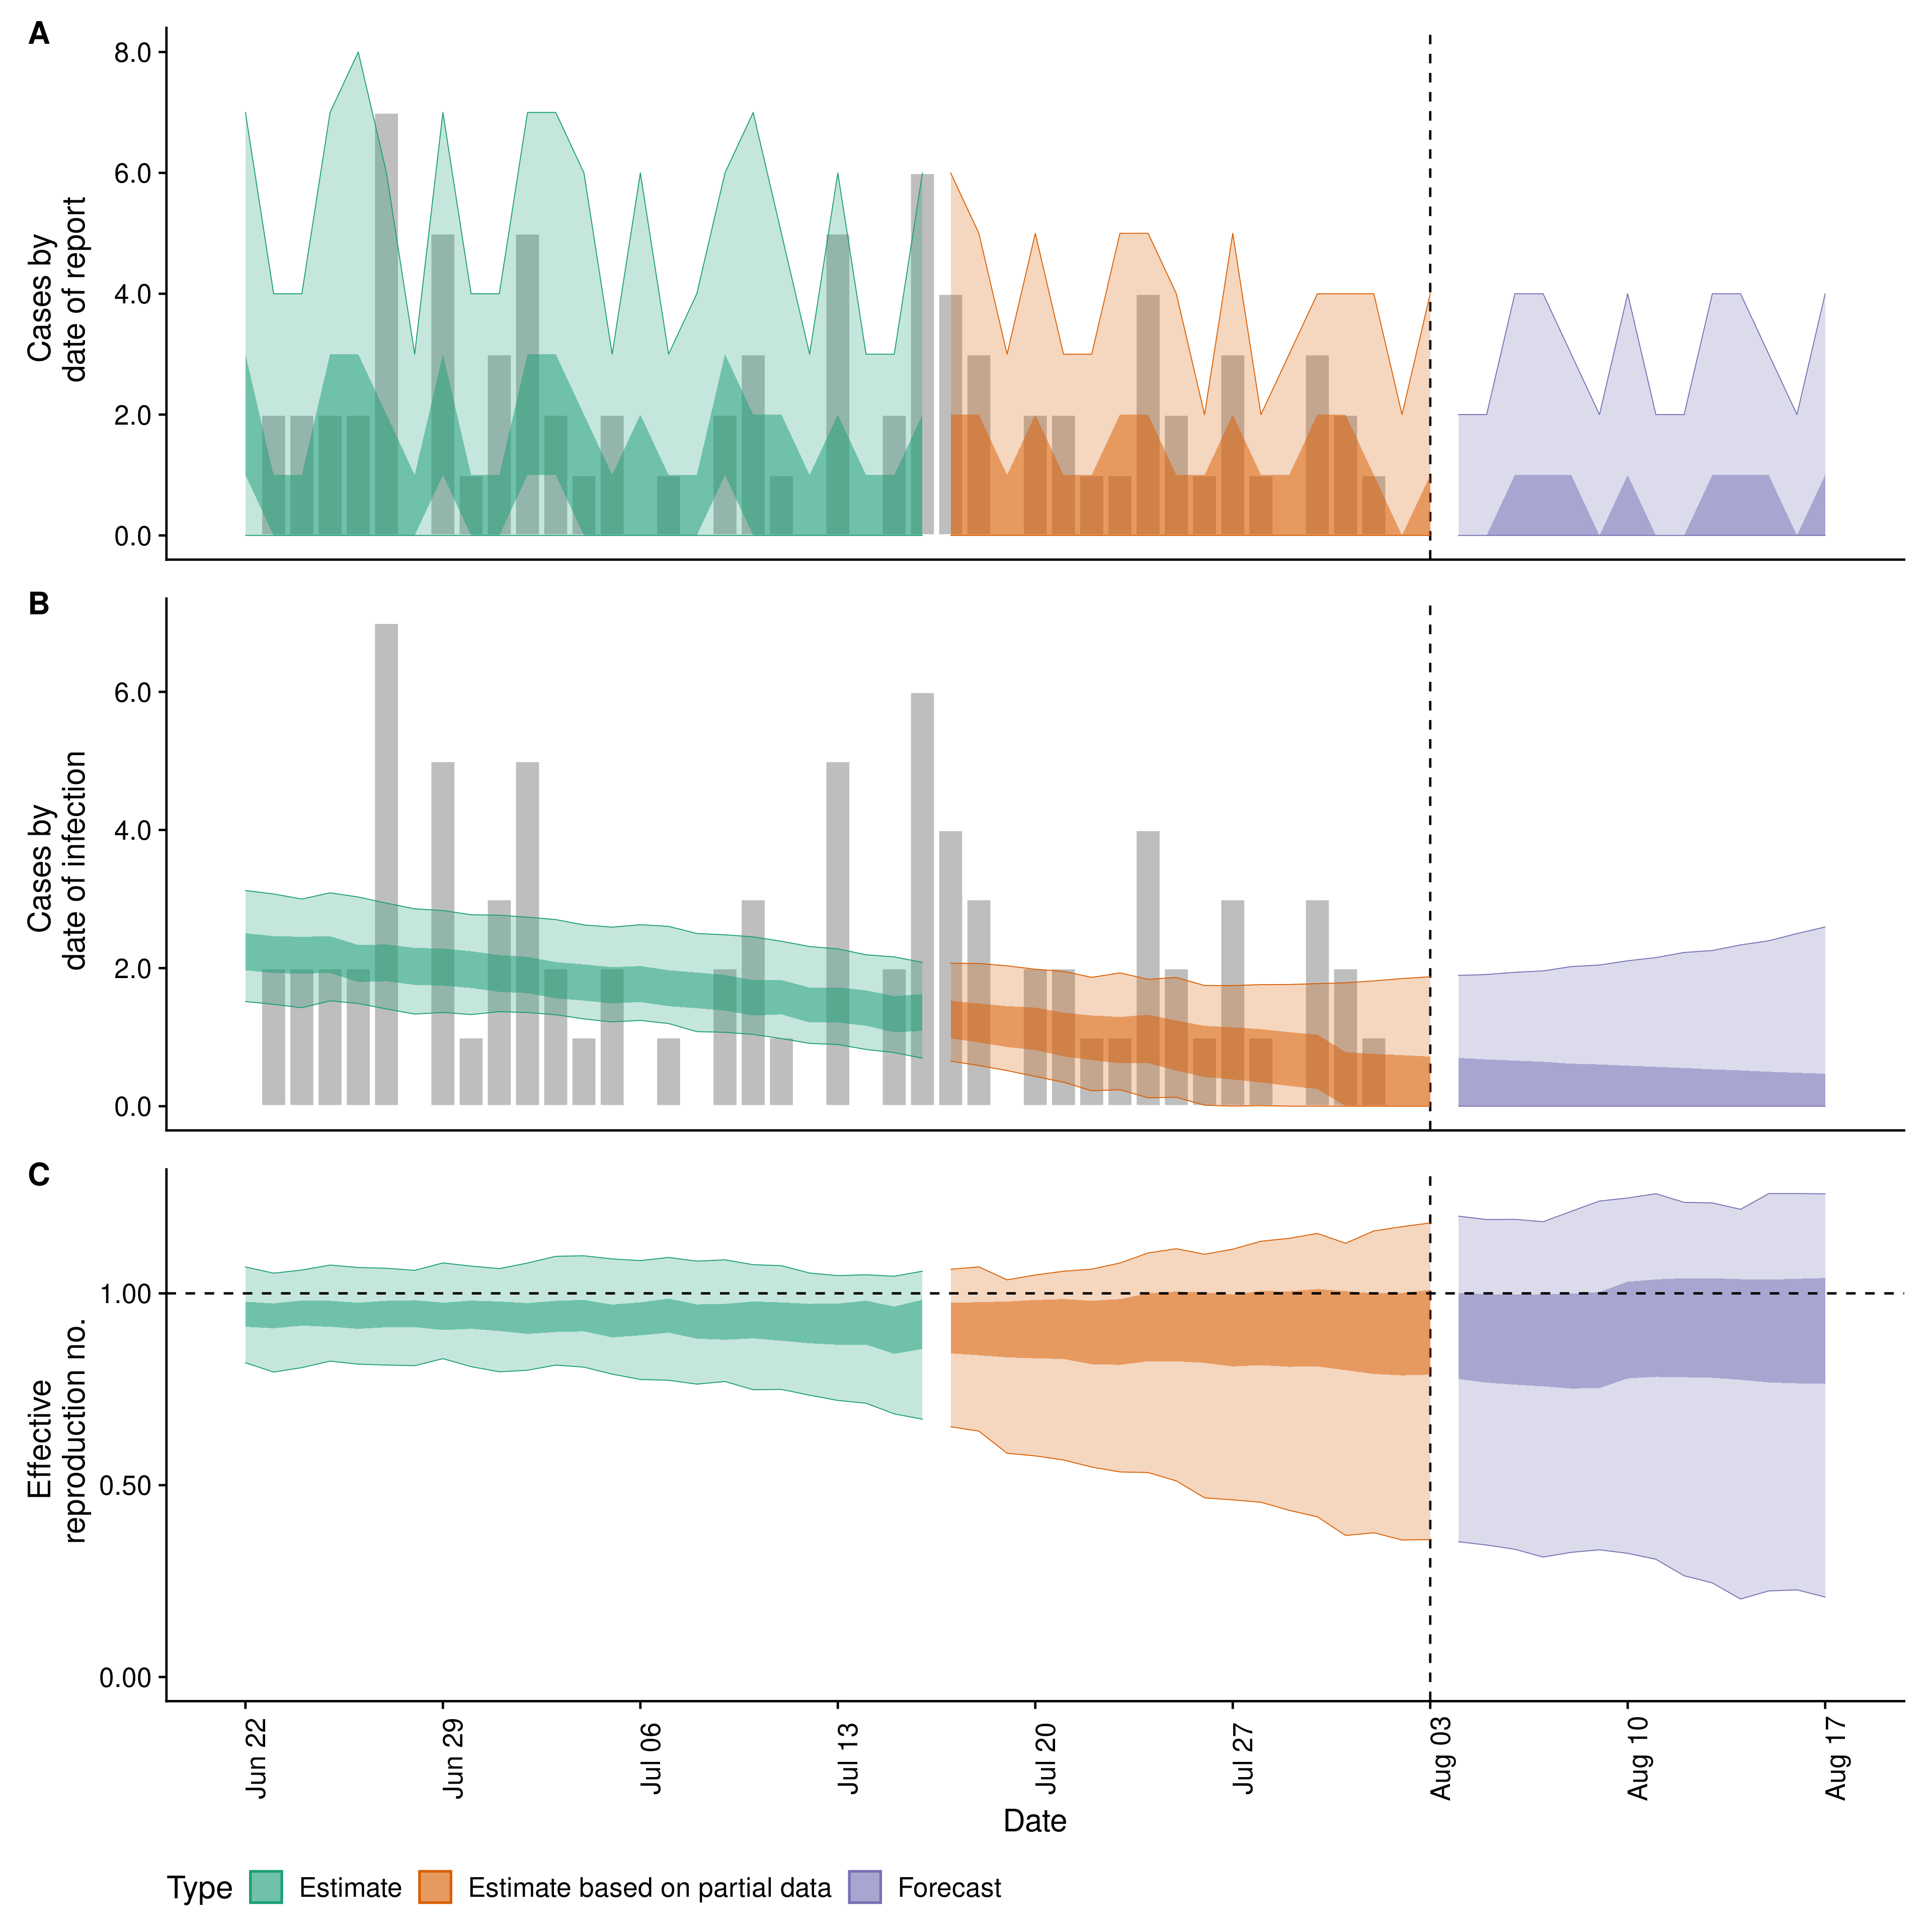 A
Cases by
date of report
8.0
6.0
4.0
2.0
0.0
B
Cases by
date of infection
6.0
4.0
2.0
0.0
C
Effective
reproduction no.
1.00
0.50
0.00
Jun 22
Jun 29
Jul 06
Jul 13
Jul 20
Jul 27
Aug 03
Aug 10
Aug 17
Date
Type Estimate Estimate based on partial data Forecast